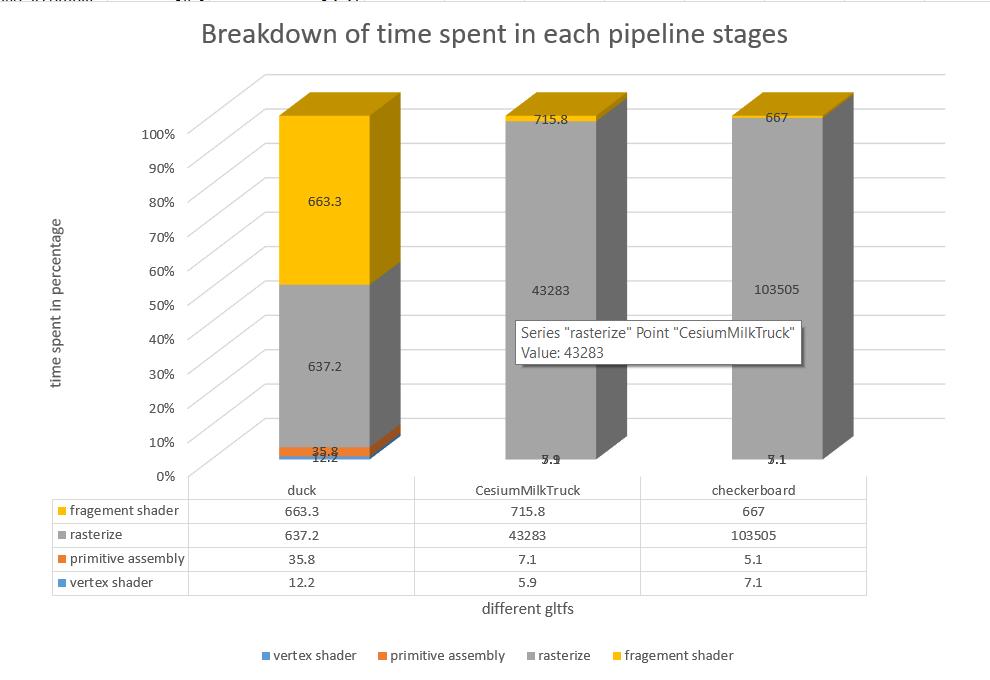 Breakdown of time spent in each pipeline stages
100%
90%
80%
70%
60%
50%
40%
30%
20%
10%
0%
time spent in percentage
663.3
637.2
35.8
12.2
715.8
43283
667
103505
Series "rasterize" Point "CesiumMilkTruck"
Value: 43283
duck CesiumMilkTruck checkerboard
fragement shader 663.3 715.8 667
rasterize 637.2 43283 103505
primitive assembly 35.8 7.1 5.1
vertex shader 12.2 5.9 7.1
different gltfs
vertex shader primitive assembly rasterize fragement shader